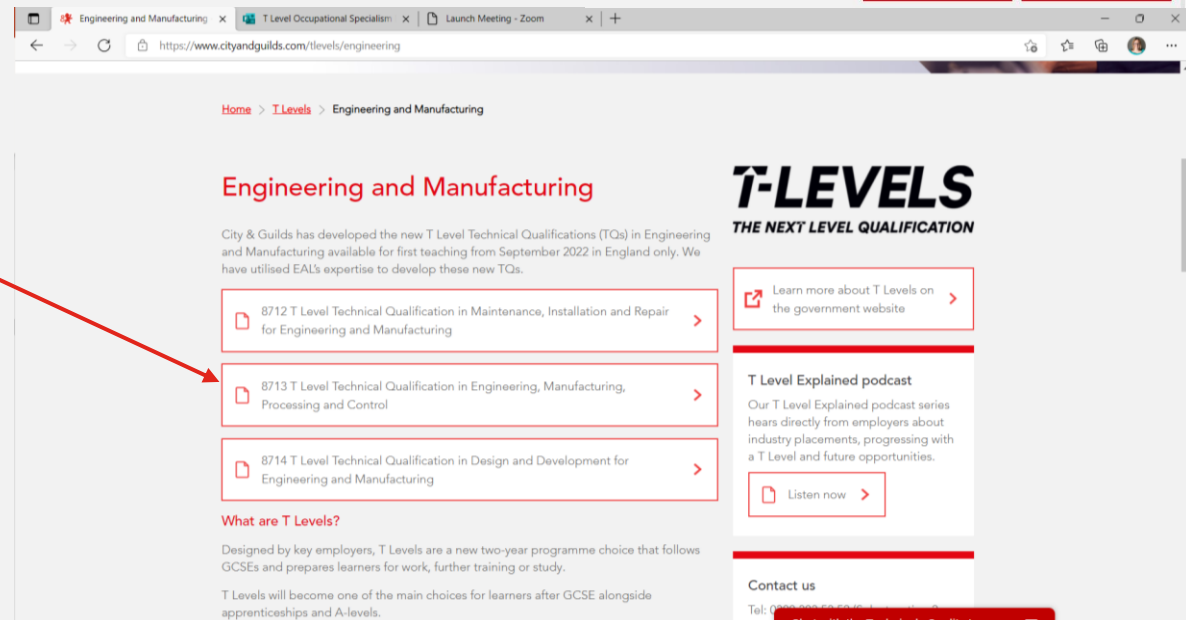 Engineering and Manufacturing
T Level Occupational Specialism
Launch Meeting - Zoom
https://www.cityandguilds.com/tlevels/engineering
Home > T Levels > Engineering and Manufacturing
Engineering and Manufacturing
City & Guilds has developed the new T Level Technical Qualifications (TQs) in Engineering
and Manufacturing available for first teaching from September 2022 in England only. We
have utilised EAL's expertise to develop these new TQs.
8712 T Level Technical Qualification in Maintenance, Installation and Repair
for Engineering and Manufacturing
8713 T Level Technical Qualification in Engineering, Manufacturing,
Processing and Control
8714 T Level Technical Qualification in Design and Development for
Engineering and Manufacturing
What are T Levels?
Designed by key employers, T Levels are a new two-year programme choice that follows
GCSEs and prepares learners for work, further training or study.
T Levels will become one of the main choices for learners after GCSE alongside
apprenticeships and A-levels.
T-LEVELS
THE NEXT LEVEL QUALIFICATION
Learn more about T Levels on
the government website
T Level Explained podcast
Our T Level Explained podcast series
hears directly from employers about
industry placements, progressing with
a T Level and future opportunities.
Listen now
Contact us
Tel: